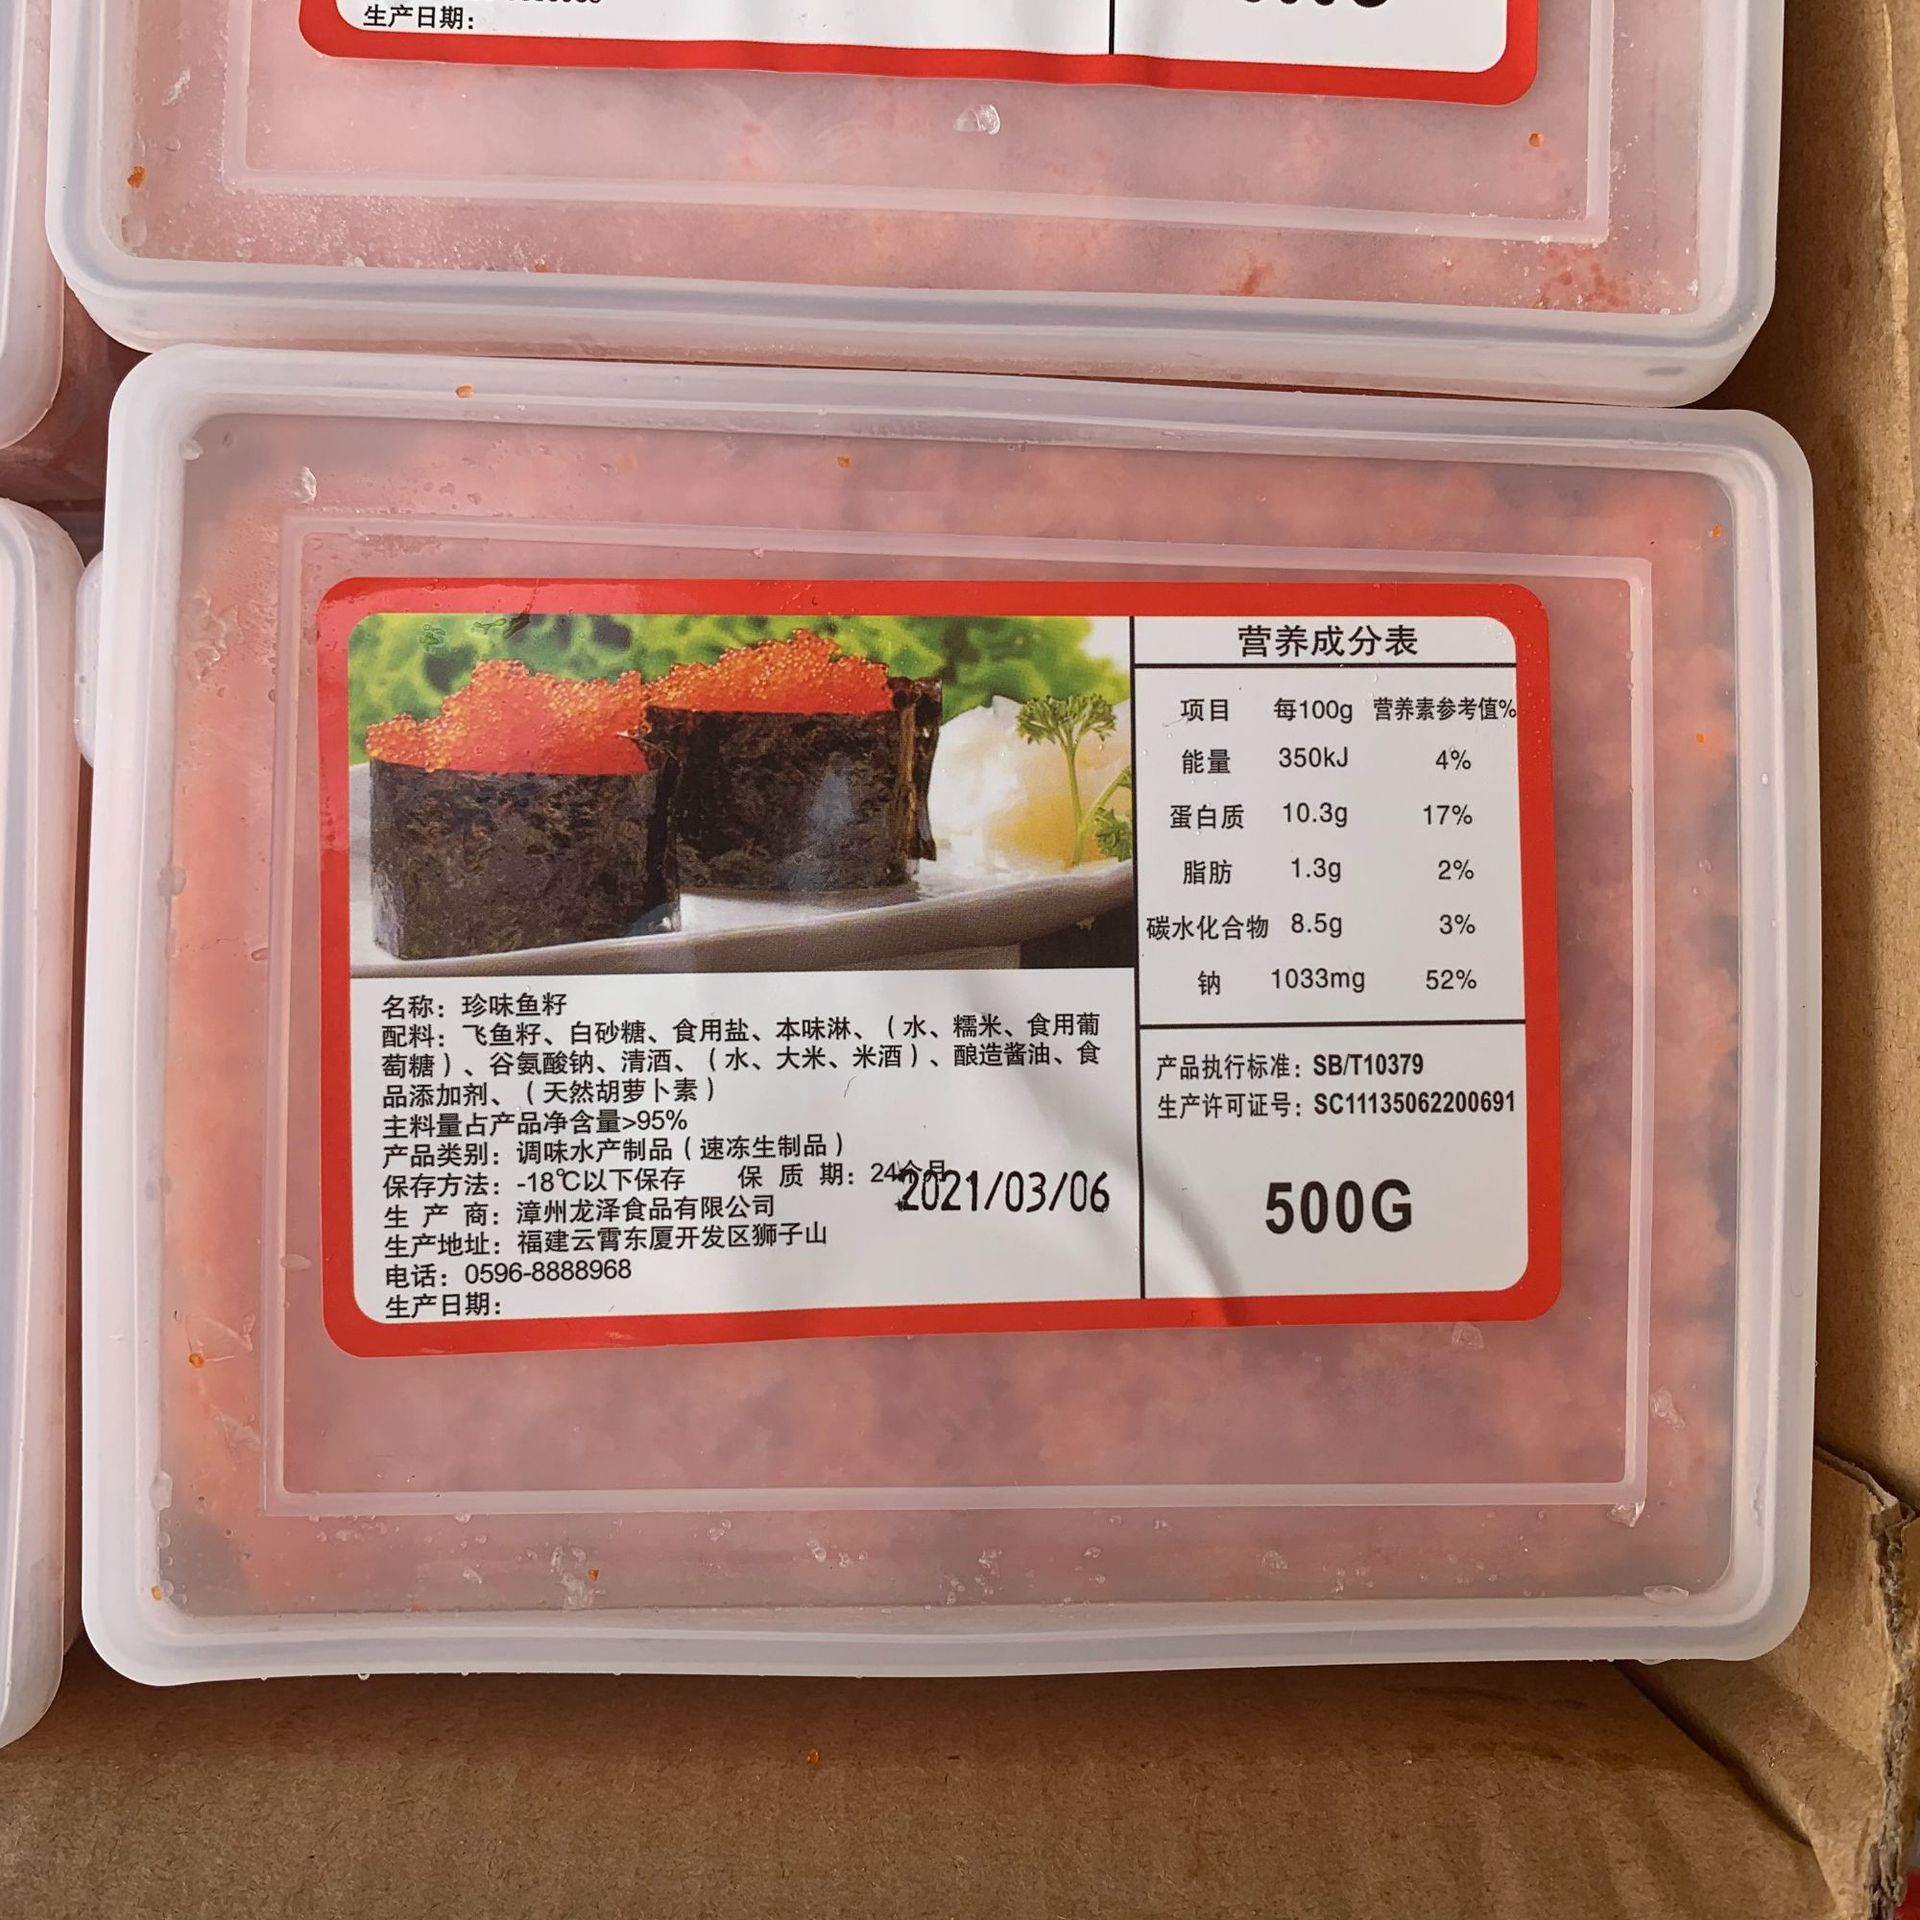 生产日期：
营养成分表
项目 每100g 营养素参考值%
能量 350kJ 4%
蛋白质 10.3g 17%
脂肪 1.3g 2%
碳水化合物 8.5g 3%
钠 1033mg 52%
名称：珍味鱼籽
配料：飞鱼籽、白砂糖、食用盐、本味淋、（水、糯米、食用葡
萄糖）、谷氨酸钠、清酒、（水、大米、米酒）、酿造酱油、食
品添加剂、（天然胡萝卜素）
主料量占产品净含量>95%
产品类别：调味水产制品（速冻生制品）
保存方法：-18℃以下保存 保 质 期：24个月
2021/03/06
生 产 商：漳州龙泽食品有限公司
生产地址：福建云霄东厦开发区狮子山
电话：0596-8888968
生产日期：
产品执行标准：SB/T10379
生产许可证号：SC11135062200691
500G